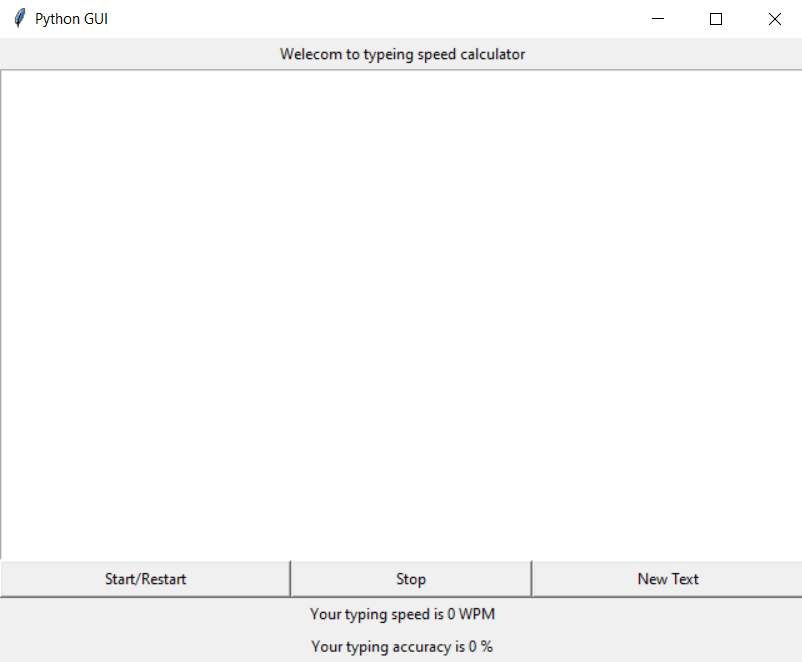 Python GUI
Welecom to typeing speed calculator
Start/Restart Stop New Text
Your typing speed is 0 WPM
Your typing accuracy is 0 %